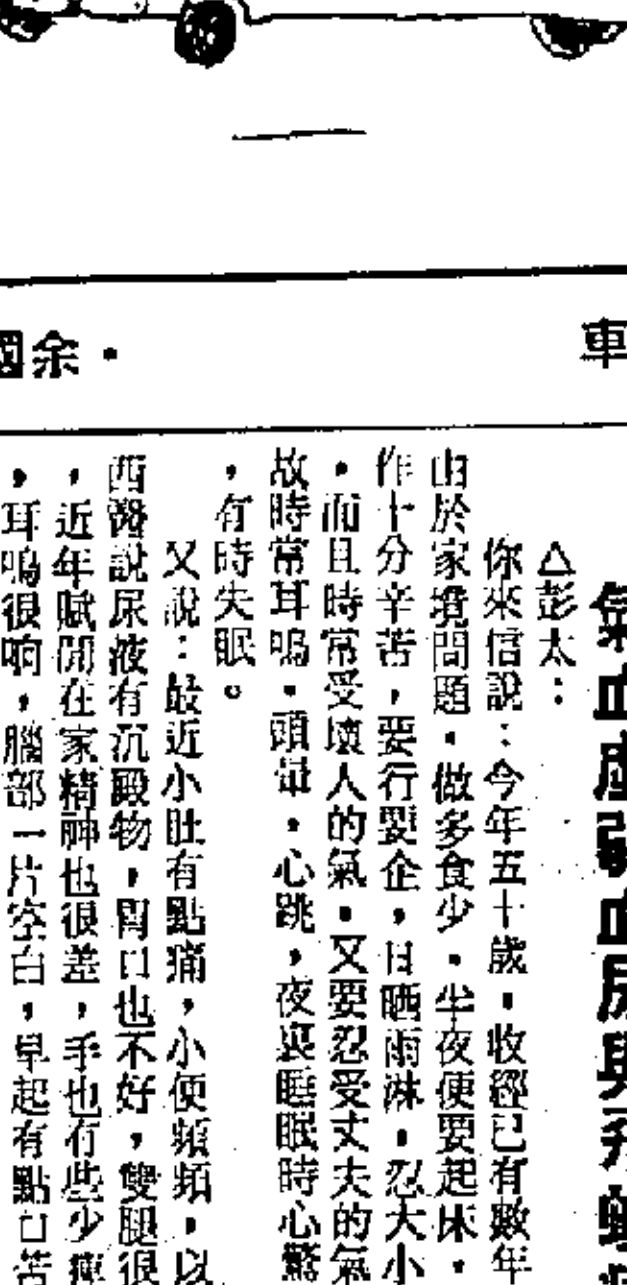 車
・余國
氣血虛弱血
△彭太：
你來信說：今年五十歲，收經已有數年
由於家境問題，做多食少，半夜便要起床，
作十分辛苦，要行要企，日晒雨淋，忍大小
，而且時常受壞人的氣，又要忍受丈夫的氣
故時常耳鳴，頭暈，心跳，夜裏睡眠時心驚
，有時失眠。
又說：最近小肚有點痛，小便頻頻，以
西醫說尿液有沉殿物，胃口也不好，雙腿很
，近年賦閒在家精神也很差，手也有些少痺
，耳鳴很响，腦部一片空白，早起有點口苦